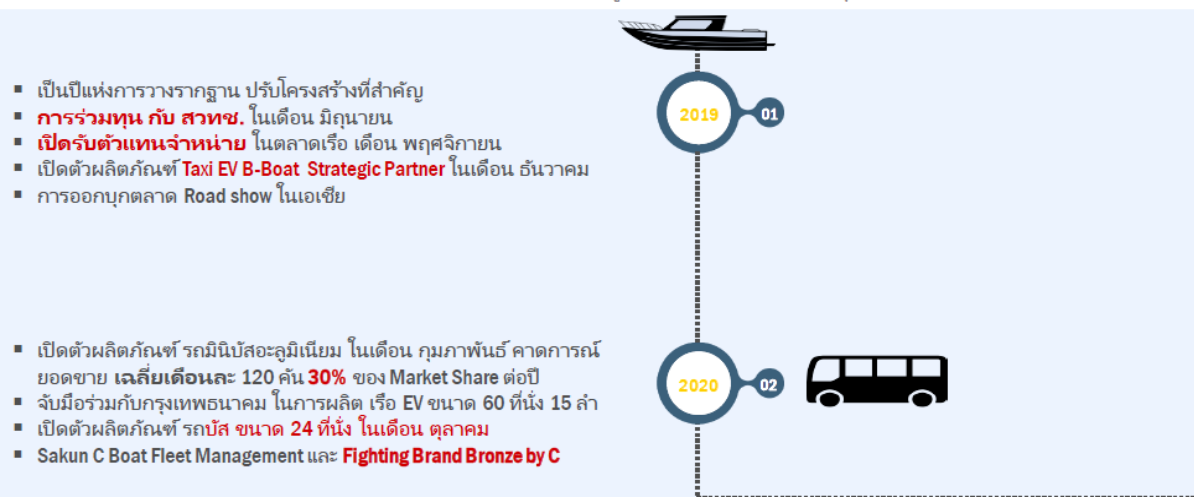 ▪ เป็นปีแห่งการวางรากฐาน ปรับโครงสร้างที่สำคัญ
▪ การร่วมทุน กับ สวทช. ในเดือน มิถุนายน
▪ เปิดรับตัวแทนจำหน่าย ในตลาดเรือ เดือน พฤศจิกายน
▪ เปิดตัวผลิตภัณฑ์ Taxi EV B-Boat Strategic Partner ในเดือน ธันวาคม
▪ การออกบุกตลาด Road show ในเอเชีย
2019
01
▪ เปิดตัวผลิตภัณฑ์ รถมินิบัสอะลูมิเนียม ในเดือน กุมภาพันธ์ คาดการณ์
ยอดขาย เฉลี่ยเดือนละ 120 คัน 30% ของ Market Share ต่อปี
▪ จับมือร่วมกับกรุงเทพธนาคม ในการผลิต เรือ EV ขนาด 60 ที่นั่ง 15 ลำ
▪ เปิดตัวผลิตภัณฑ์ รถบัส ขนาด 24 ที่นั่ง ในเดือน ตุลาคม
▪ Sakun C Boat Fleet Management และ Fighting Brand Bronze by C
2020
02